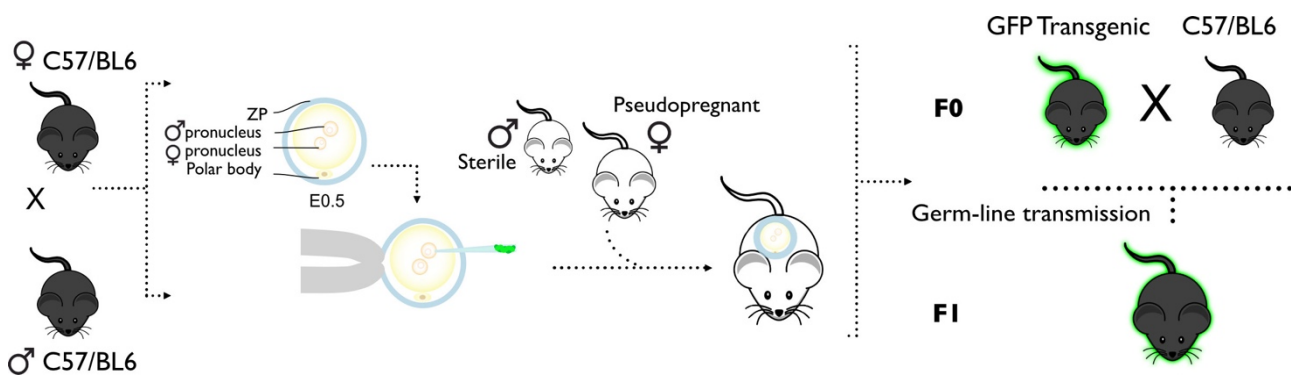 ♀ C57/BL6
X
♂ C57/BL6
ZP
♂ pronucleus
♀ pronucleus
Polar body
E0.5
♂
Sterile
Pseudopregnant
♀
GFP Transgenic
C57/BL6
F0
X
Germ-line transmission
F1